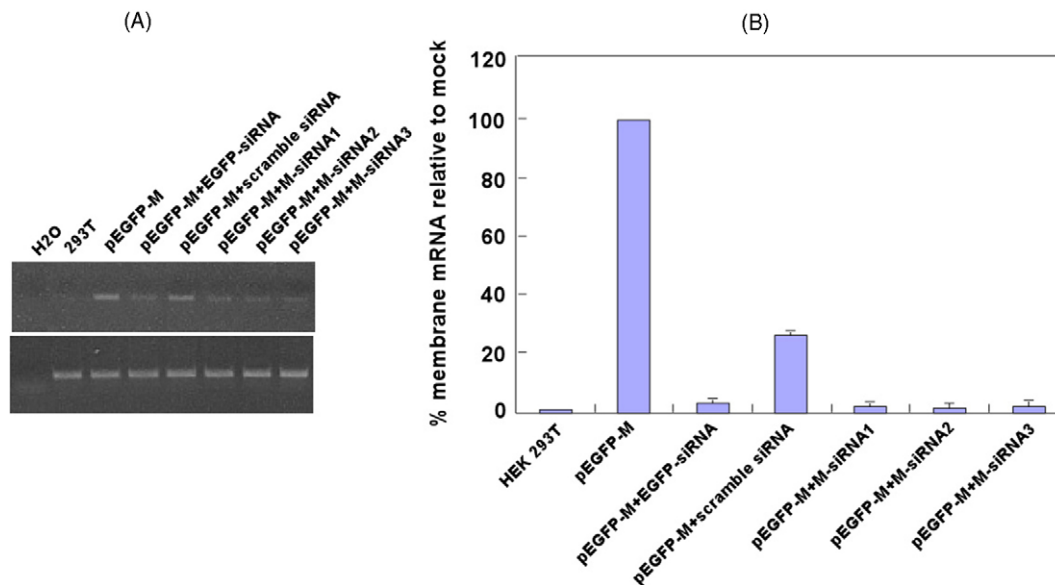 (A)
H2O
293T
pEGFP-M
pEGFP-M+EGFP-siRNA
pEGFP-M+scramble siRNA
pEGFP-M+M-siRNA1
pEGFP-M+M-siRNA2
pEGFP-M+M-siRNA3
(B)
% membrane mRNA relative to mock
120
100
80
60
40
20
0
HEK 293T
pEGFP-M
pEGFP-M+EGFP-siRNA
pEGFP-M+scramble siRNA
pEGFP-M+M-siRNA1
pEGFP-M+M-siRNA2
pEGFP-M+M-siRNA3